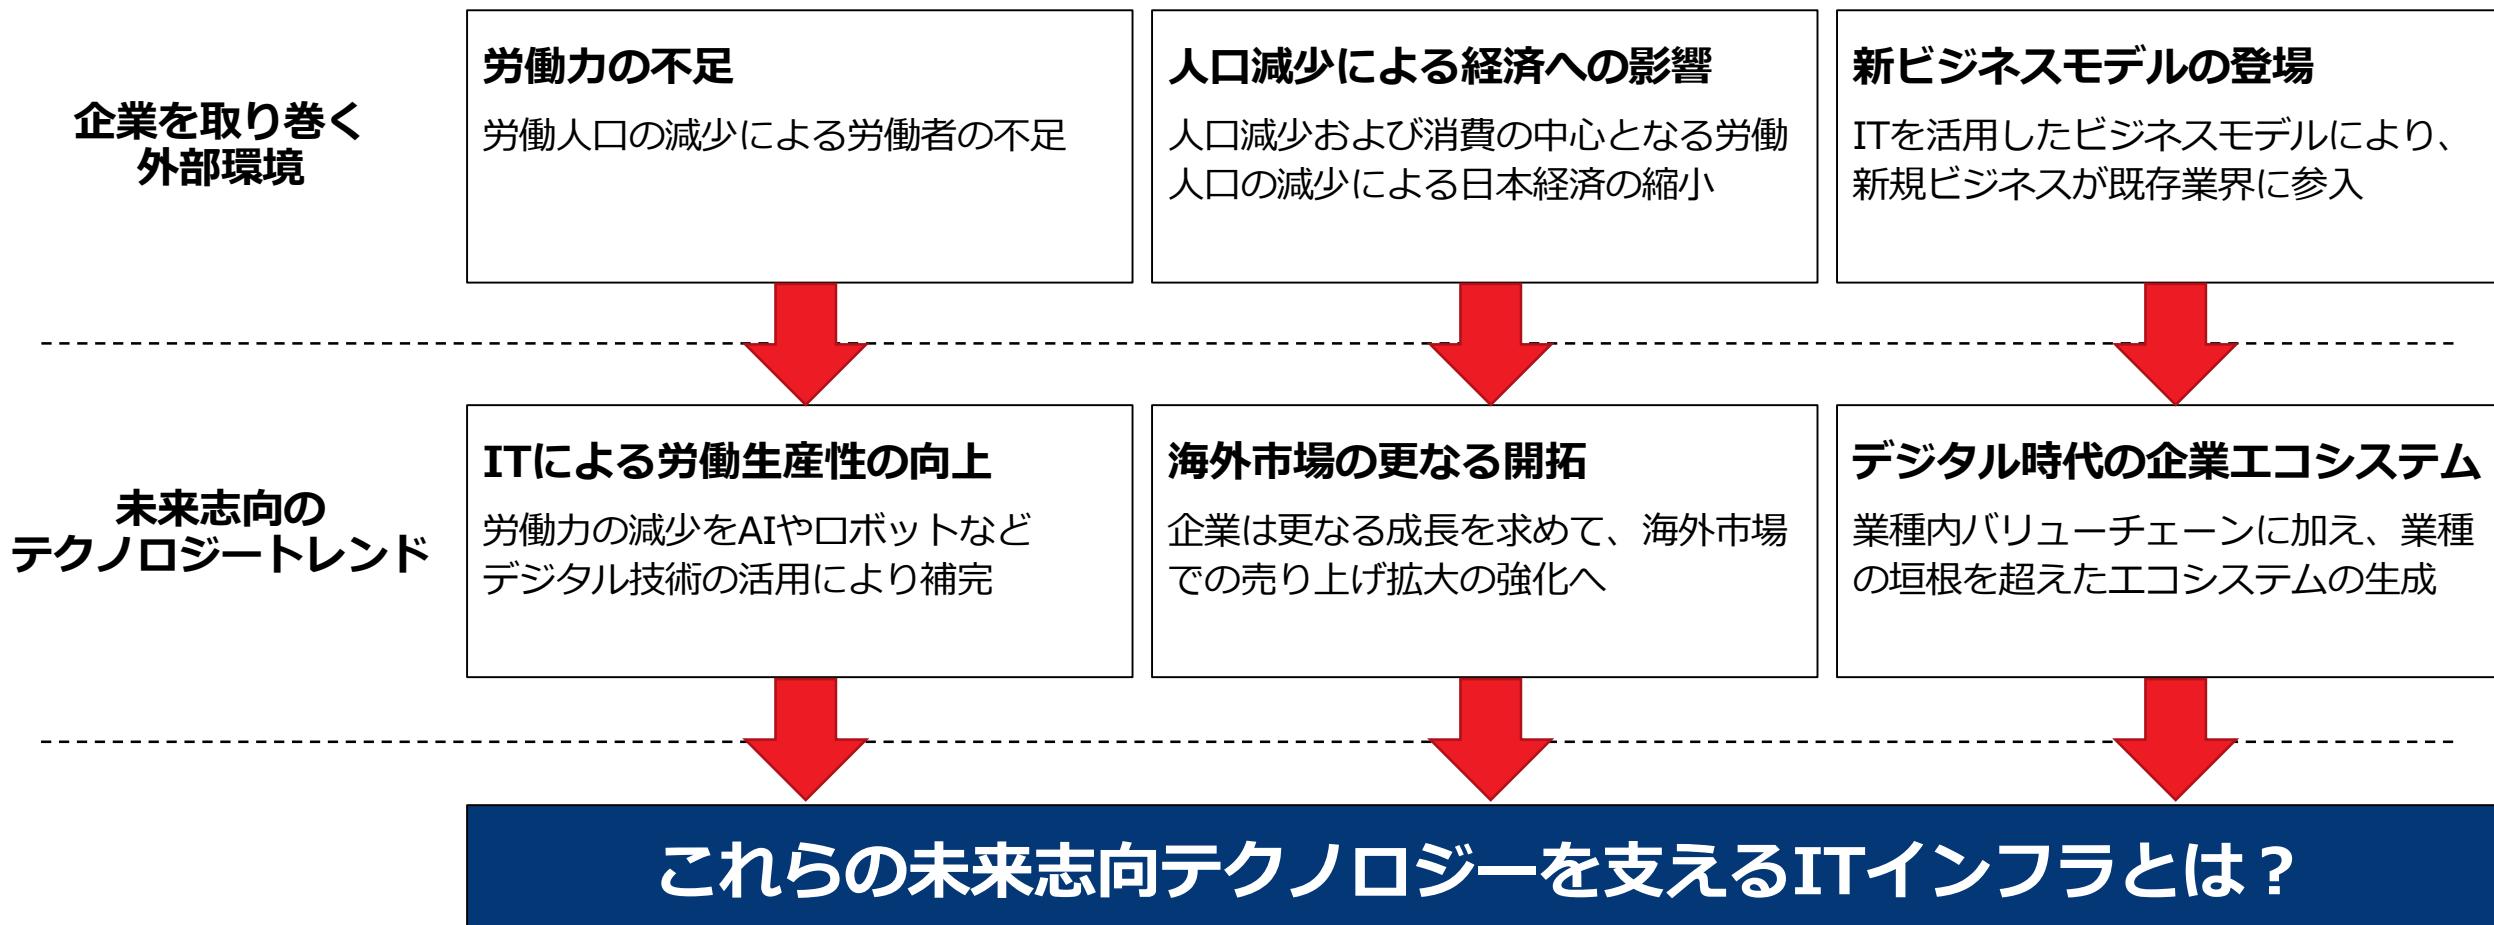 企業を取り巻く
外部環境
労働力の不足
労働人口の減少による労働者の不足
人口減少による経済への影響
人口減少および消費の中心となる労働
人口の減少による日本経済の縮小
新ビジネスモデルの登場
ITを活用したビジネスモデルにより、
新規ビジネスが既存業界に参入
未来志向の
テクノロジートレンド
ITによる労働生産性の向上
労働力の減少をAIやロボットなど
デジタル技術の活用により補完
海外市場の更なる開拓
企業は更なる成長を求めて、海外市場
での売り上げ拡大の強化へ
デジタル時代の企業エコシステム
業種内バリューチェーンに加え、業種
の垣根を超えたエコシステムの生成
これらの未来志向テクノロジーを支えるITインフラとは？